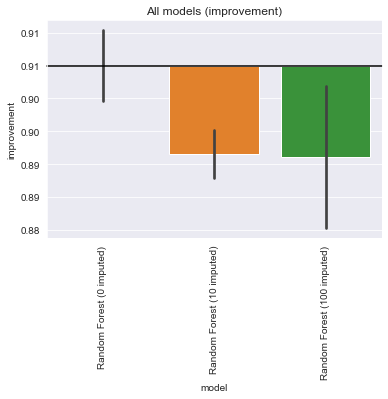 All models (improvement)
0.91
0.91
0.90
0.90
0.89
0.89
0.88
improvement
Random Forest (0 imputed)
Random Forest (10 imputed)
Random Forest (100 imputed)
model